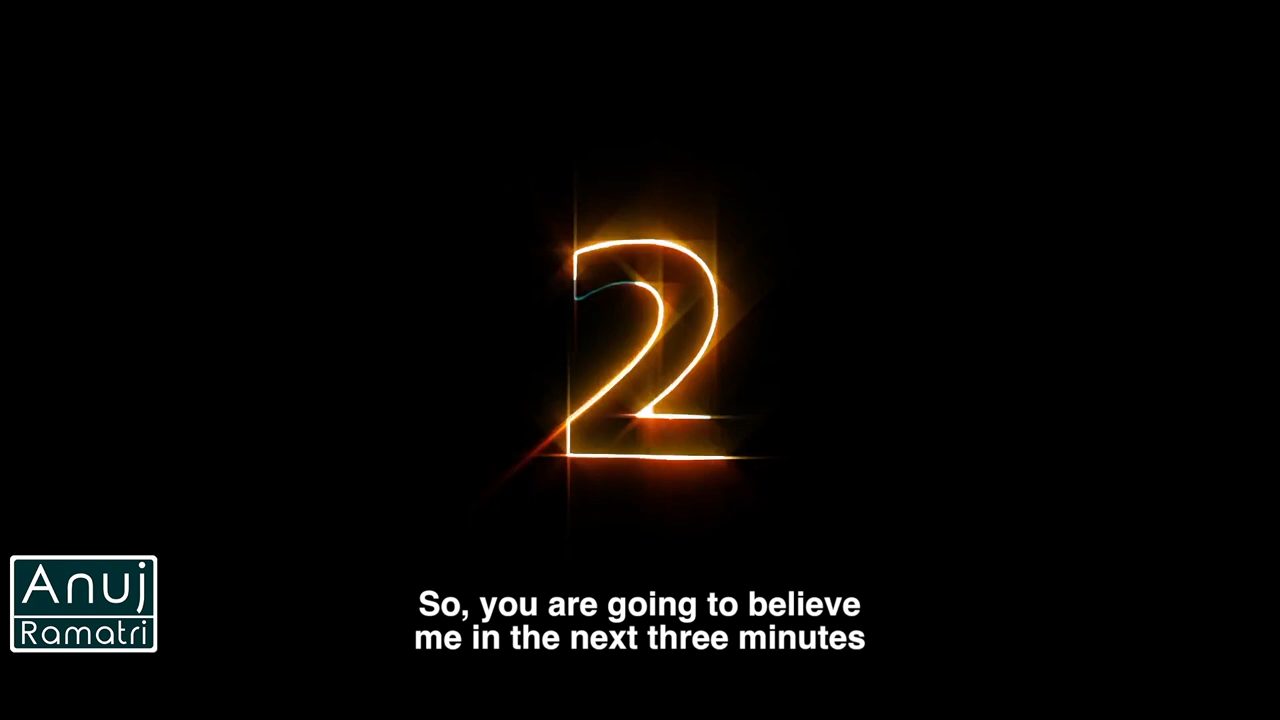 2
Anuj
Ramatri
So, you are going to believe
me in the next three minutes